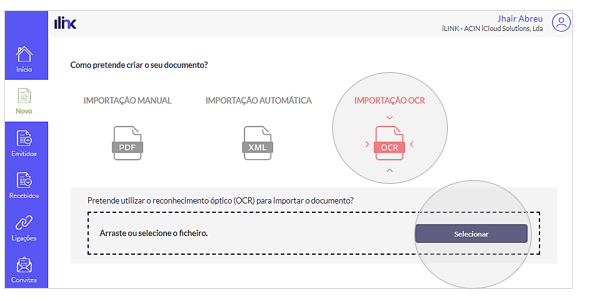 ilink
Jhair Abreu
iLINK - ACIN iCloud Solutions, Lda
Início
Novo
Emitidos
Recebidos
Ligações
Convites
Como pretende criar o seu documento?
IMPORTAÇÃO MANUAL
IMPORTAÇÃO AUTOMÁTICA
IMPORTAÇÃO OCR
PDF
XML
OCR
Pretende utilizar o reconhecimento óptico (OCR) para importar o documento?
Arraste ou selecione o ficheiro.
Selecionar